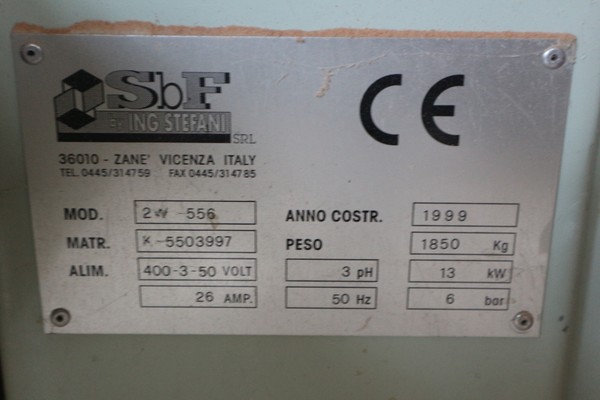 SbF
BY ING STEFANI
SRL
CE
36010 - ZANE' VICENZA ITALY
TEL. 0445/314759 FAX 0445/314785
MOD. 2W-556 ANNO COSTR. 1999
MATR. K-5503997 PESO 1850 Kg
ALIM. 400-3-50 VOLT 3 pH 13 kW
26 AMP. 50 Hz 6 bar